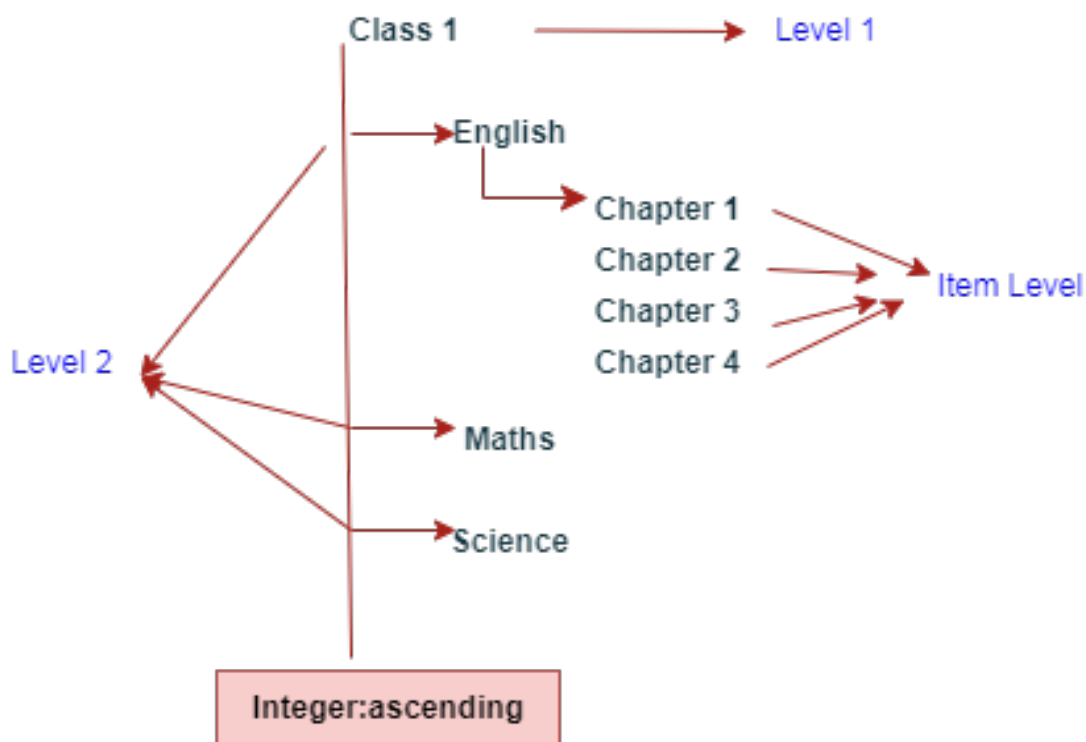 Class 1
Level 1
English
Chapter 1
Chapter 2
Item Level
Chapter 3
Chapter 4
Level 2
Maths
Science
Integer:ascending